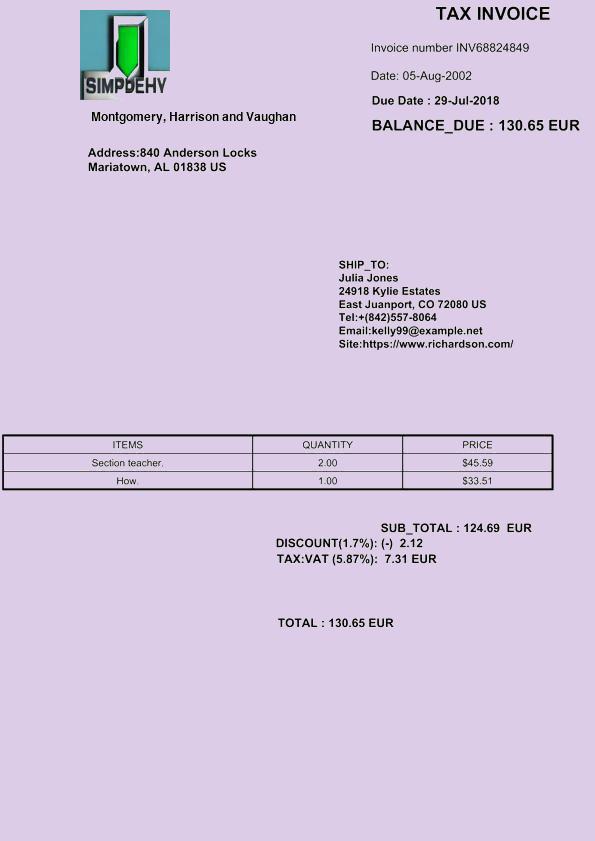 TAX INVOICE
SIMPDEHY
Invoice number INV68824849
Date: 05-Aug-2002
Due Date : 29-Jul-2018
Montgomery, Harrison and Vaughan
BALANCE_DUE : 130.65 EUR
Address:840 Anderson Locks
Mariatown, AL 01838 US
SHIP_TO:
Julia Jones
24918 Kylie Estates
East Juanport, CO 72080 US
Tel:+(842)557-8064
Email:kelly99@example.net
Site:https://www.richardson.com/
ITEMS QUANTITY PRICE
Section teacher. 2.00 $45.59
How. 1.00 $33.51
SUB_TOTAL : 124.69 EUR
DISCOUNT(1.7%): (-) 2.12
TAX:VAT (5.87%): 7.31 EUR
TOTAL : 130.65 EUR